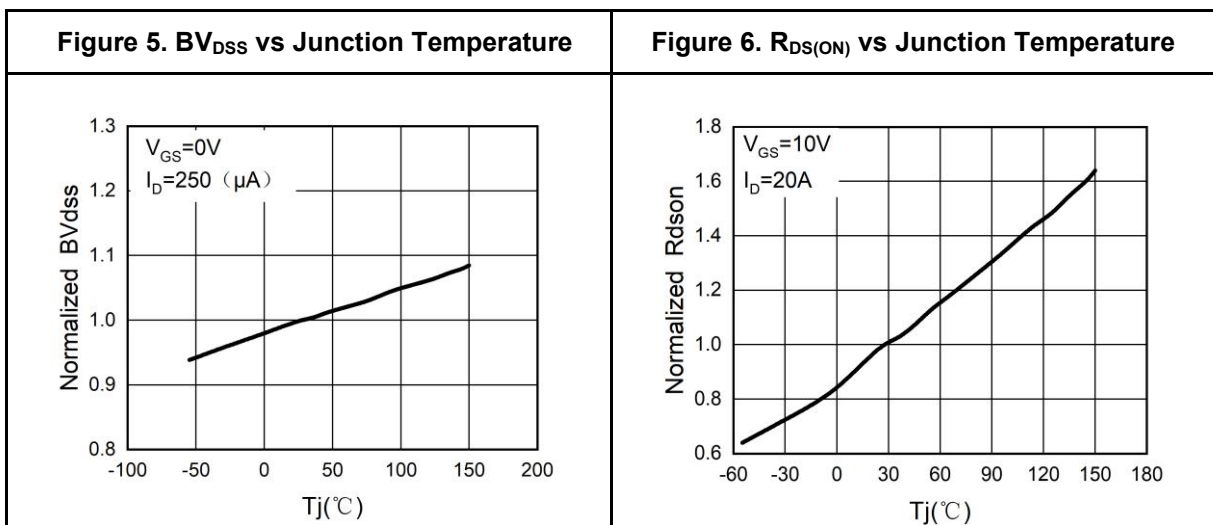 Figure 5. BVDSS vs Junction Temperature
Figure 6. RDS(ON) vs Junction Temperature
1.3
1.2
1.1
1.0
0.9
0.8
VGS=0V
ID=250（μA）
Normalized BVdss
-100 -50 0 50 100 150 200
Tj(℃)
1.8
1.6
1.4
1.2
1.0
0.8
0.6
VGS=10V
ID=20A
Normalized Rdson
-60 -30 0 30 60 90 120 150 180
Tj(℃)